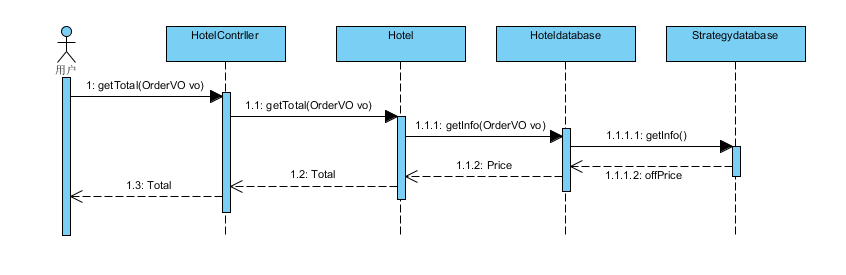 HotelContrller
Hotel
Hoteldatabase
Strategydatabase
用户
1: getTotal(OrderVO vo)
1.1: getTotal(OrderVO vo)
1.1.1: getInfo(OrderVO vo)
1.1.1.1: getInfo()
1.1.1.2: offPrice
1.1.2: Price
1.2: Total
1.3: Total